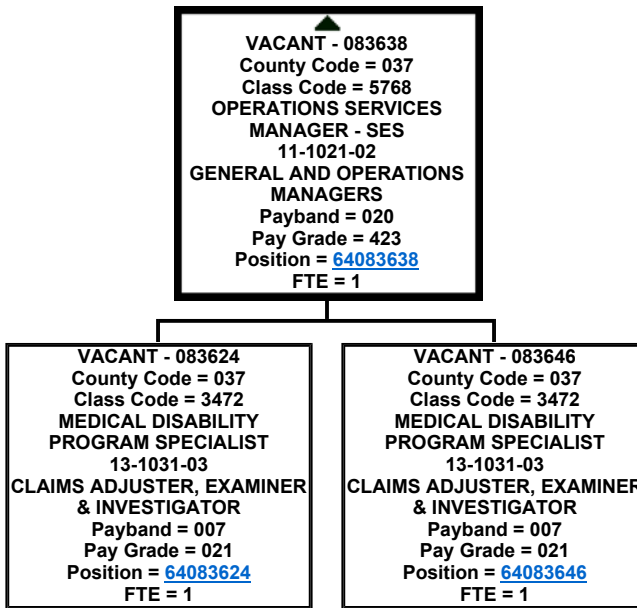 VACANT - 083638
County Code = 037
Class Code = 5768
OPERATIONS SERVICES
MANAGER - SES
11-1021-02
GENERAL AND OPERATIONS
MANAGERS
Payband = 020
Pay Grade = 423
Position = 64083638
FTE = 1
VACANT - 083624
County Code = 037
Class Code = 3472
MEDICAL DISABILITY
PROGRAM SPECIALIST
13-1031-03
CLAIMS ADJUSTER, EXAMINER
& INVESTIGATOR
Payband = 007
Pay Grade = 021
Position = 64083624
FTE = 1
VACANT - 083646
County Code = 037
Class Code = 3472
MEDICAL DISABILITY
PROGRAM SPECIALIST
13-1031-03
CLAIMS ADJUSTER, EXAMINER
& INVESTIGATOR
Payband = 007
Pay Grade = 021
Position = 64083646
FTE = 1